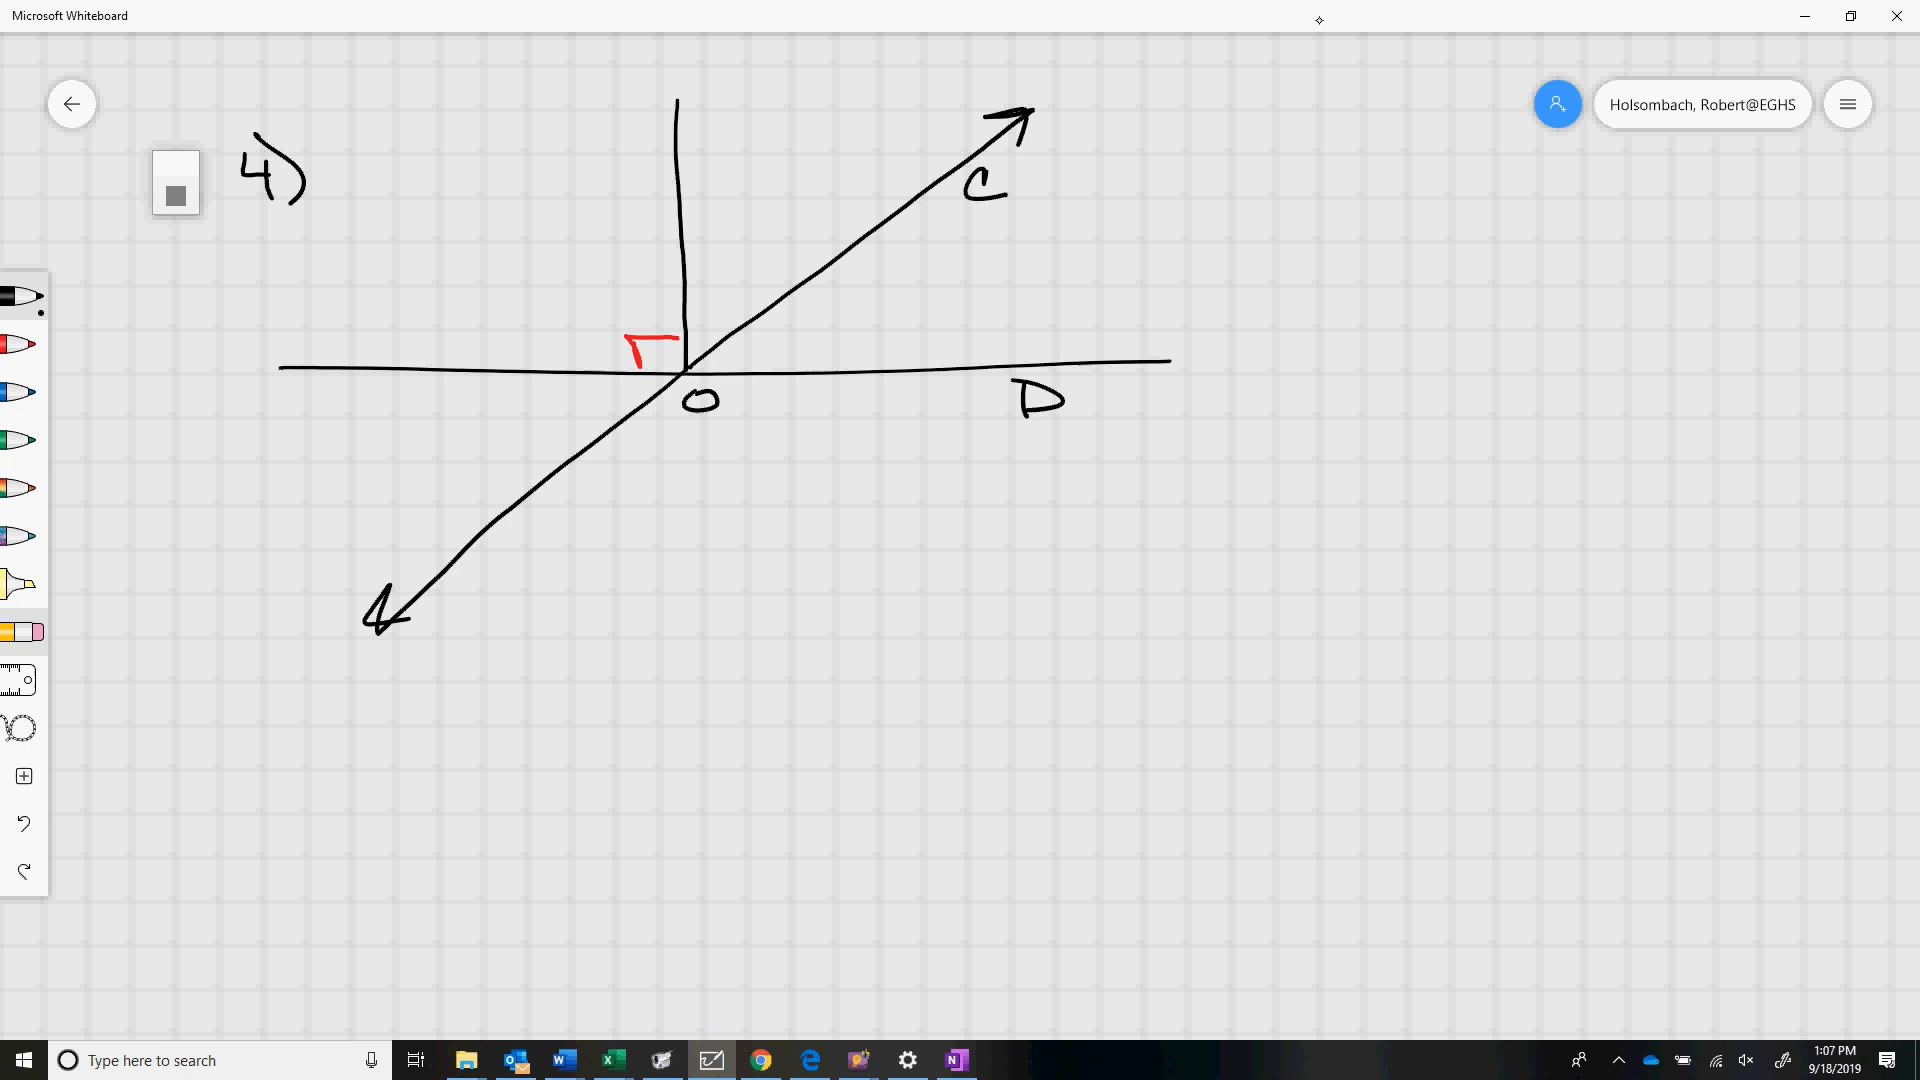 Microsoft Whiteboard
Holsombach, Robert@EGHS
4)
C
O
D
Type here to search
1:07 PM
9/18/2019